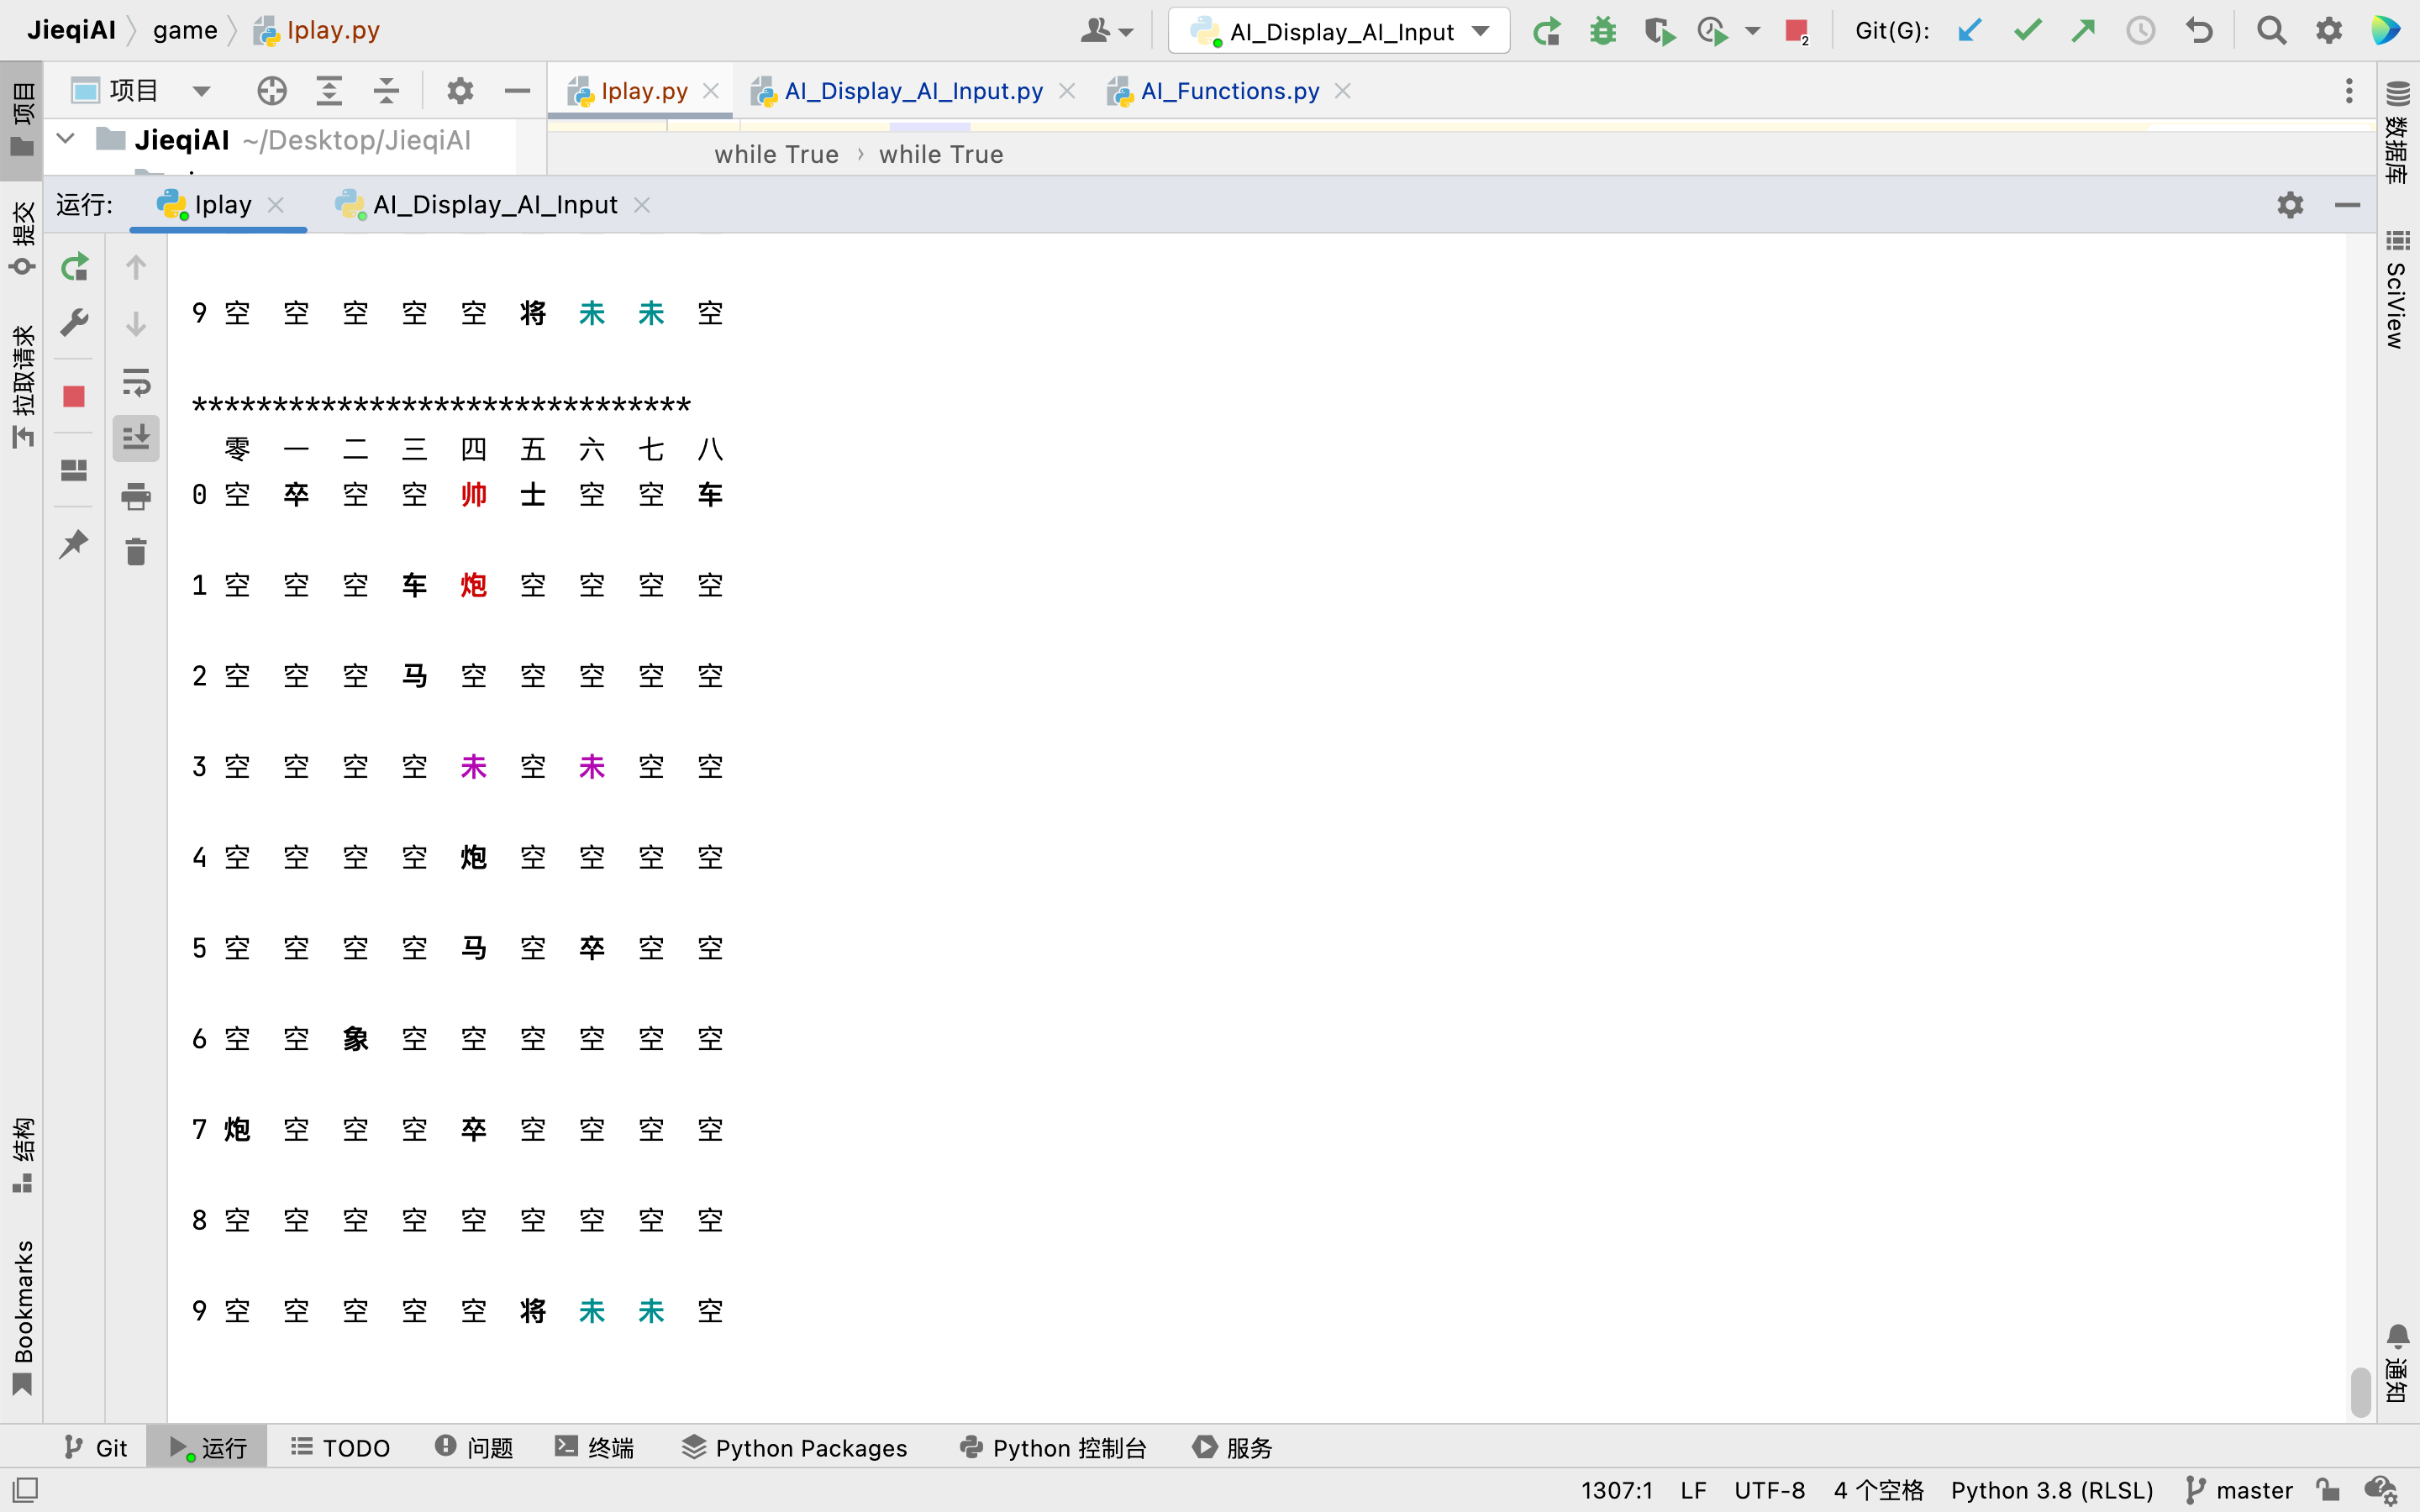 JieqiAI game Iplay.py AI_Display_AI_Input 2 Git(G):
项目 Iplay.py AI_Display_AI_Input.py AI_Functions.py
JieqiAI ~/Desktop/JieqiAI while True › while True
运行: Iplay AI_Display_AI_Input
9 空 空 空 空 空 将 未 未 空
*******************************
零 一 二 三 四 五 六 七 八
0 空 卒 空 空 帅 士 空 空 车
1 空 空 空 车 炮 空 空 空 空
2 空 空 空 马 空 空 空 空 空
3 空 空 空 空 未 空 未 空 空
4 空 空 空 空 炮 空 空 空 空
5 空 空 空 空 马 空 卒 空 空
6 空 空 象 空 空 空 空 空 空
7 炮 空 空 空 卒 空 空 空 空
8 空 空 空 空 空 空 空 空 空
9 空 空 空 空 空 将 未 未 空
项目
提交
拉取请求
结构
Bookmarks
数据库
SciView
通知
Git 运行 TODO 问题 终端 Python Packages Python 控制台 服务
1307:1 LF UTF-8 4 个空格 Python 3.8 (RLSL) master